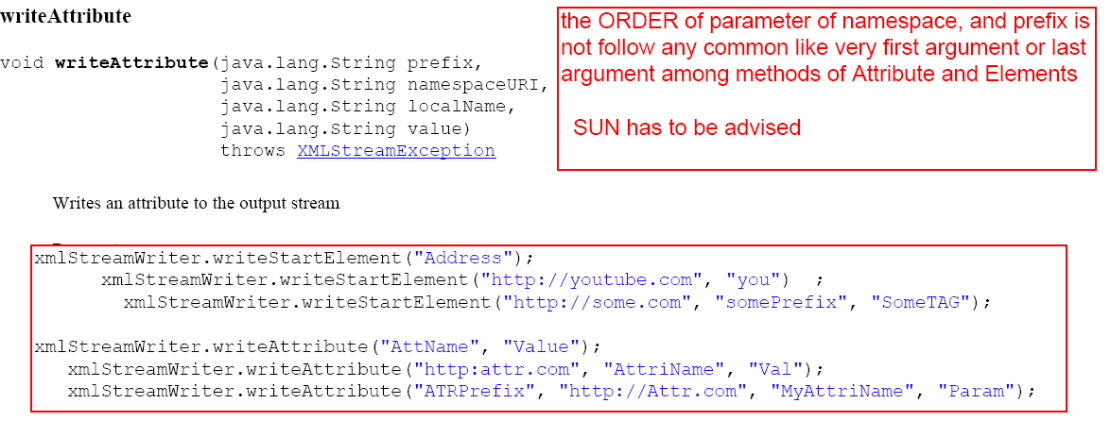 writeAttribute
the ORDER of parameter of namespace, and prefix is
not follow any common like very first argument or last
argument among methods of Attribute and Elements
SUN has to be advised
void writeAttribute(java.lang.String prefix,
java.lang.String namespaceURI,
java.lang.String localName,
java.lang.String value)
throws XMLStreamException
Writes an attribute to the output stream
xmlStreamWriter.writeStartElement("Address");
xmlStreamWriter.writeStartElement("http://youtube.com", "you")  ;
xmlStreamWriter.writeStartElement("http://some.com", "somePrefix", "SomeTAG");
xmlStreamWriter.writeAttribute("AttName", "Value");
xmlStreamWriter.writeAttribute("http:attr.com", "AttriName", "Val");
xmlStreamWriter.writeAttribute("ATRPrefix", "http://Attr.com", "MyAttriName", "Param");